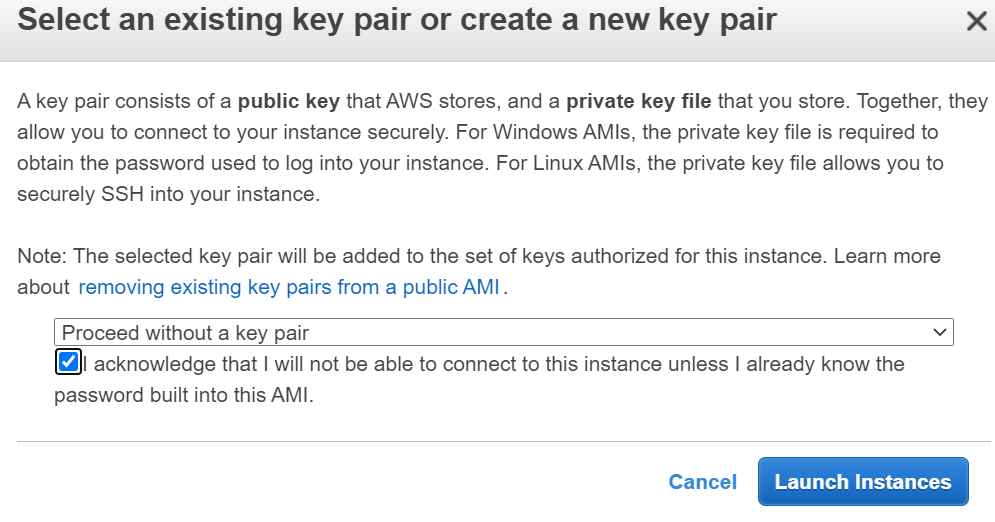 Select an existing key pair or create a new key pair
A key pair consists of a public key that AWS stores, and a private key file that you store. Together, they
allow you to connect to your instance securely. For Windows AMIs, the private key file is required to
obtain the password used to log into your instance. For Linux AMIs, the private key file allows you to
securely SSH into your instance.
Note: The selected key pair will be added to the set of keys authorized for this instance. Learn more
about removing existing key pairs from a public AMI.
Proceed without a key pair
I acknowledge that I will not be able to connect to this instance unless I already know the
password built into this AMI.
Cancel Launch Instances